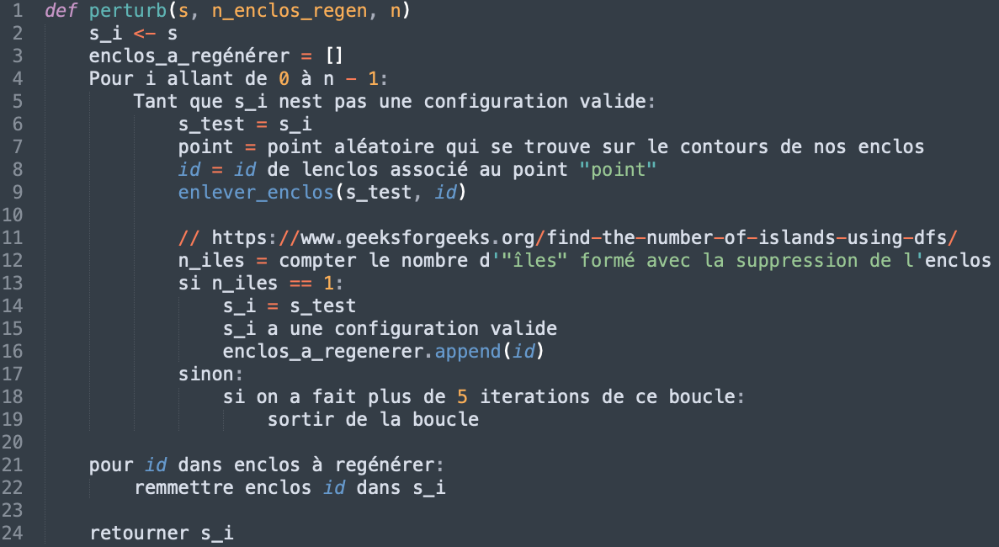 1 def perturb(s, n_enclos_regen, n)
2 s_i <- s
3 enclos_a_regénérer = []
4 Pour i allant de 0 à n - 1:
5 Tant que s_i nest pas une configuration valide:
6 s_test = s_i
7 point = point aléatoire qui se trouve sur le contours de nos enclos
8 id = id de lenclos associé au point "point"
9 enlever_enclos(s_test, id)
10
11 // https://www.geeksforgeeks.org/find-the-number-of-islands-using-dfs/
12 n_iles = compter le nombre d'"îles" formé avec la suppression de l'enclos
13 si n_iles == 1:
14 s_i = s_test
15 s_i a une configuration valide
16 enclos_a_regenerer.append(id)
17 sinon:
18 si on a fait plus de 5 iterations de ce boucle:
19 sortir de la boucle
20
21 pour id dans enclos à regénérer:
22 remmettre enclos id dans s_i
23
24 retourner s_i